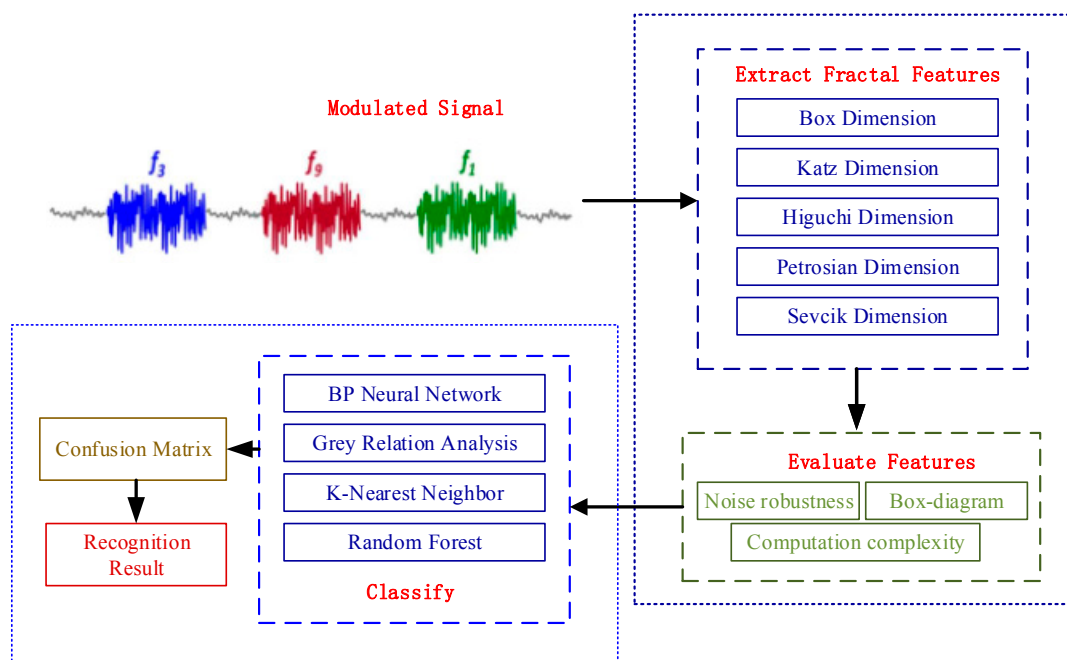 Modulated Signal
f3
f9
f1
Extract Fractal Features
Box Dimension
Katz Dimension
Higuchi Dimension
Petrosian Dimension
Sevcik Dimension
Evaluate Features
Noise robustness
Box-diagram
Computation complexity
BP Neural Network
Grey Relation Analysis
K-Nearest Neighbor
Random Forest
Classify
Confusion Matrix
Recognition
Result